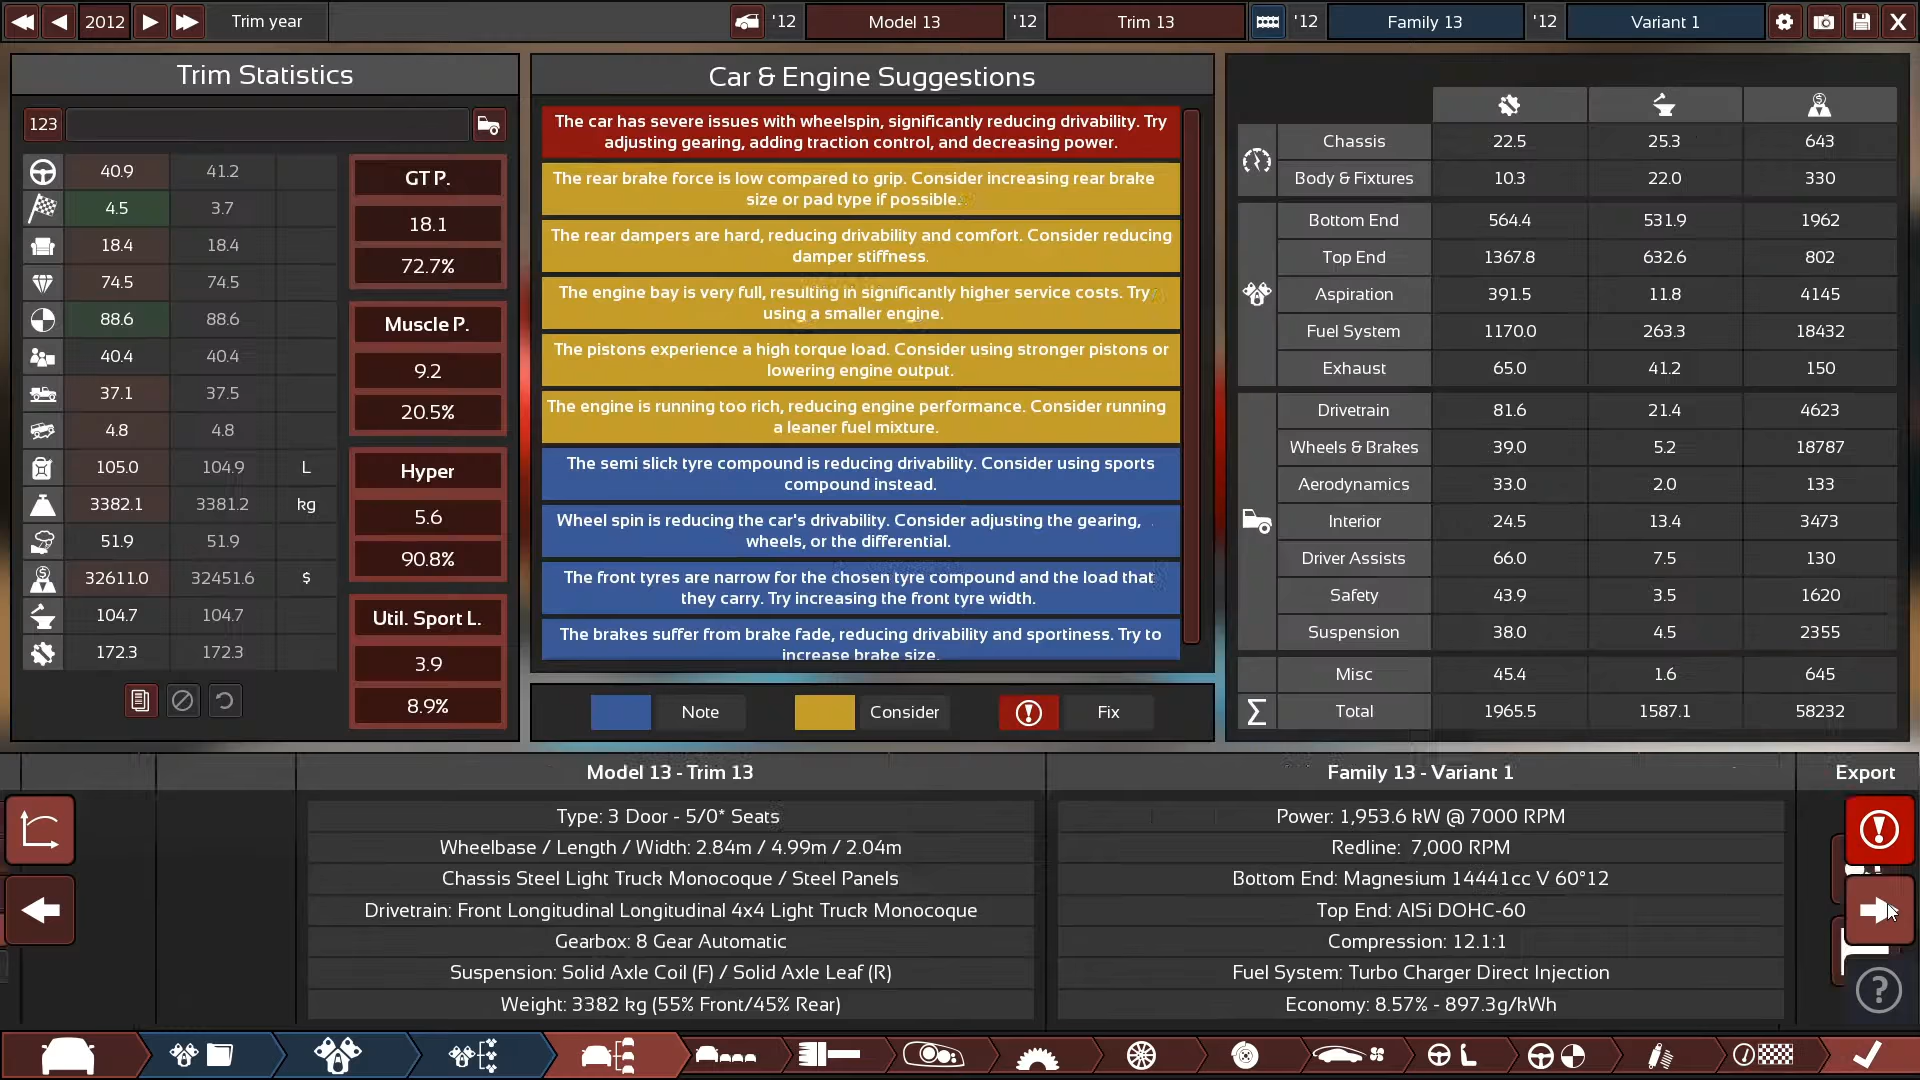 2012
Trim year
'12
Model 13
'12
Trim 13
'12
Family 13
'12
Variant 1
Trim Statistics
123
40.9 41.2
4.5 3.7
18.4 18.4
74.5 74.5
88.6 88.6
40.4 40.4
37.1 37.5
4.8 4.8
105.0 104.9 L
3382.1 3381.2 kg
51.9 51.9
32611.0 32451.6 $
104.7 104.7
172.3 172.3
GT P.
18.1
72.7%
Muscle P.
9.2
20.5%
Hyper
5.6
90.8%
Util. Sport L.
3.9
8.9%
Car & Engine Suggestions
The car has severe issues with wheelspin, significantly reducing drivability. Try
adjusting gearing, adding traction control, and decreasing power.
The rear brake force is low compared to grip. Consider increasing rear brake
size or pad type if possible.
The rear dampers are hard, reducing drivability and comfort. Consider reducing
damper stiffness.
The engine bay is very full, resulting in significantly higher service costs. Try
using a smaller engine.
The pistons experience a high torque load. Consider using stronger pistons or
lowering engine output.
The engine is running too rich, reducing engine performance. Consider running
a leaner fuel mixture.
The semi slick tyre compound is reducing drivability. Consider using sports
compound instead.
Wheel spin is reducing the car's drivability. Consider adjusting the gearing,
wheels, or the differential.
The front tyres are narrow for the chosen tyre compound and the load that
they carry. Try increasing the front tyre width.
The brakes suffer from brake fade, reducing drivability and sportiness. Try to
increase brake size.
Note
Consider
Fix
Chassis 22.5 25.3 643
Body & Fixtures 10.3 22.0 330
Bottom End 564.4 531.9 1962
Top End 1367.8 632.6 802
Aspiration 391.5 11.8 4145
Fuel System 1170.0 263.3 18432
Exhaust 65.0 41.2 150
Drivetrain 81.6 21.4 4623
Wheels & Brakes 39.0 5.2 18787
Aerodynamics 33.0 2.0 133
Interior 24.5 13.4 3473
Driver Assists 66.0 7.5 130
Safety 43.9 3.5 1620
Suspension 38.0 4.5 2355
Misc 45.4 1.6 645
Σ Total 1965.5 1587.1 58232
Model 13 - Trim 13
Type: 3 Door - 5/0* Seats
Wheelbase / Length / Width: 2.84m / 4.99m / 2.04m
Chassis Steel Light Truck Monocoque / Steel Panels
Drivetrain: Front Longitudinal Longitudinal 4x4 Light Truck Monocoque
Gearbox: 8 Gear Automatic
Suspension: Solid Axle Coil (F) / Solid Axle Leaf (R)
Weight: 3382 kg (55% Front/45% Rear)
Family 13 - Variant 1
Power: 1,953.6 kW @ 7000 RPM
Redline: 7,000 RPM
Bottom End: Magnesium 14441cc V 60°12
Top End: AlSi DOHC-60
Compression: 12.1:1
Fuel System: Turbo Charger Direct Injection
Economy: 8.57% - 897.3g/kWh
Export
?